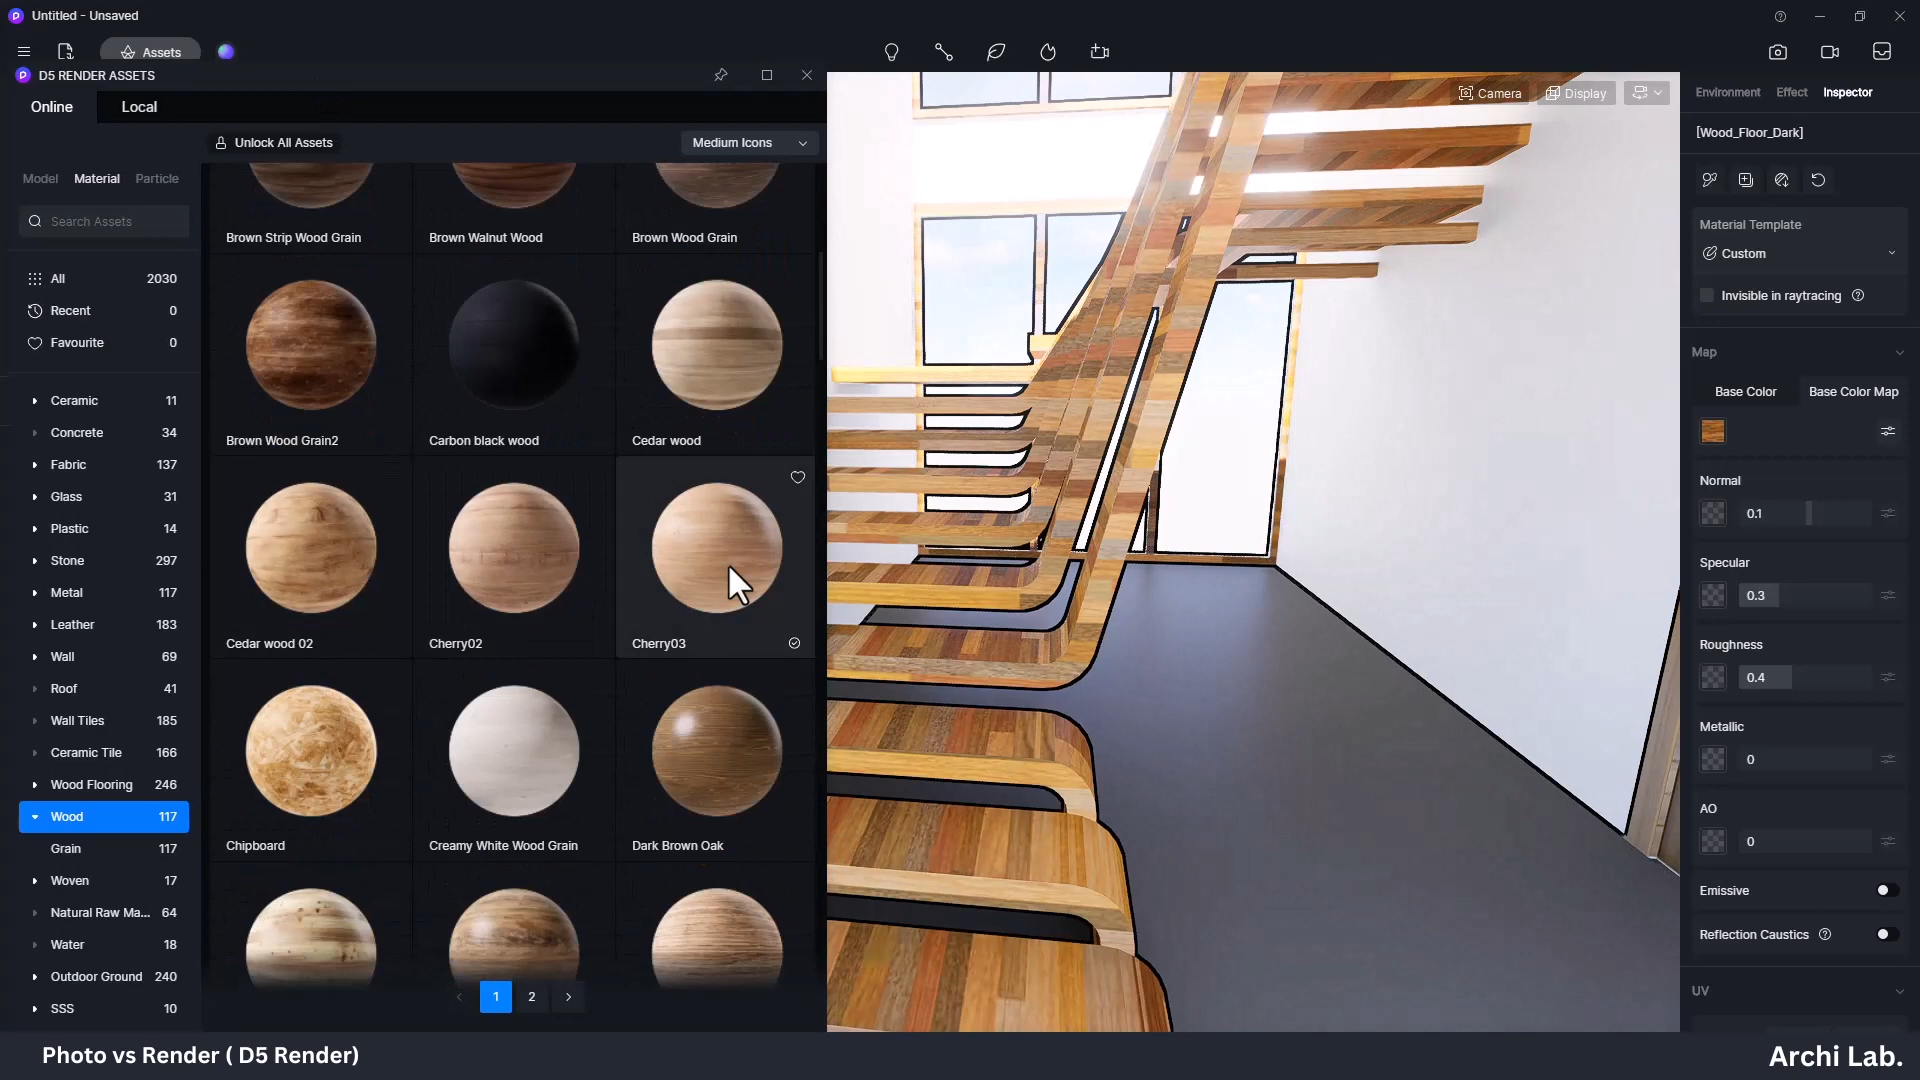 Untitled - Unsaved
Assets
D5 RENDER ASSETS
Online
Local
Unlock All Assets
Medium Icons
Model
Material
Particle
Search Assets
All 2030
Recent 0
Favourite 0
Ceramic 11
Concrete 34
Fabric 137
Glass 31
Plastic 14
Stone 297
Metal 117
Leather 183
Wall 69
Roof 41
Wall Tiles 185
Ceramic Tile 166
Wood Flooring 246
Wood 117
Grain 117
Woven 17
Natural Raw Ma... 64
Water 18
Outdoor Ground 240
SSS 10
Brown Strip Wood Grain
Brown Walnut Wood
Brown Wood Grain
Brown Wood Grain2
Carbon black wood
Cedar wood
Cedar wood 02
Cherry02
Cherry03
Chipboard
Creamy White Wood Grain
Dark Brown Oak
1
2
Camera
Display
Environment
Effect
Inspector
[Wood_Floor_Dark]
Material Template
Custom
Invisible in raytracing
Map
Base Color
Base Color Map
Normal
0.1
Specular
0.3
Roughness
0.4
Metallic
0
AO
0
Emissive
Reflection Caustics
UV
Photo vs Render ( D5 Render)
Archi Lab.